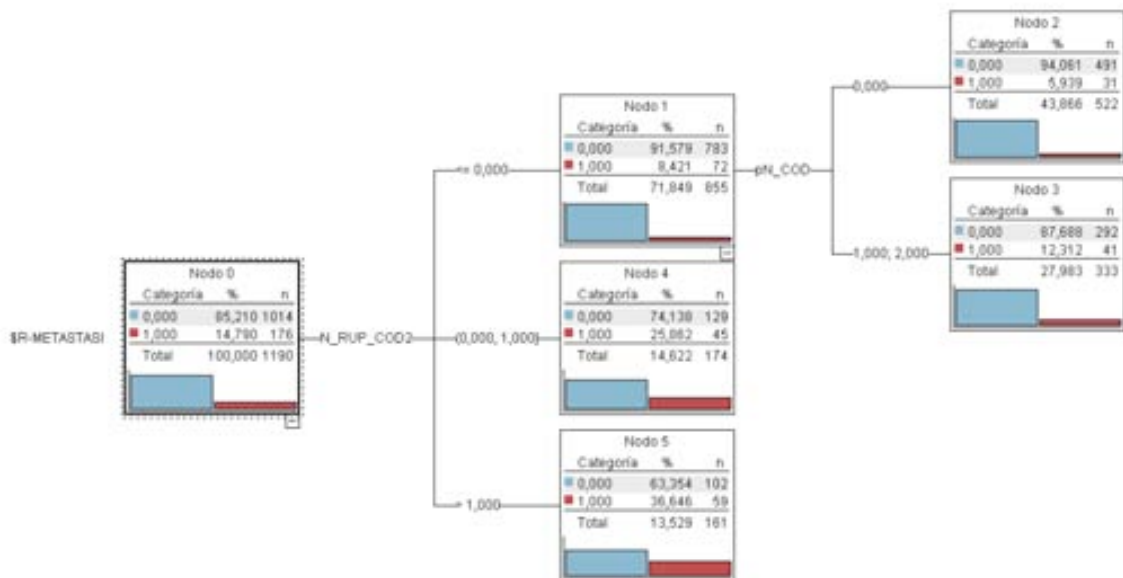 $R-METASTASI
Nodo 0
Categoría % n
0,000 85,210 1014
1,000 14,790 176
Total 100,000 1190
N_RUP_COD2
<= 0,000
Nodo 1
Categoría % n
0,000 91,579 783
1,000 8,421 72
Total 71,849 855
pN_COD
0,000
Nodo 2
Categoría % n
0,000 94,061 491
1,000 5,939 31
Total 43,866 522
1,000; 2,000
Nodo 3
Categoría % n
0,000 87,688 292
1,000 12,312 41
Total 27,983 333
(0,000, 1,000]
Nodo 4
Categoría % n
0,000 74,138 129
1,000 25,862 45
Total 14,622 174
> 1,000
Nodo 5
Categoría % n
0,000 63,354 102
1,000 36,646 59
Total 13,529 161